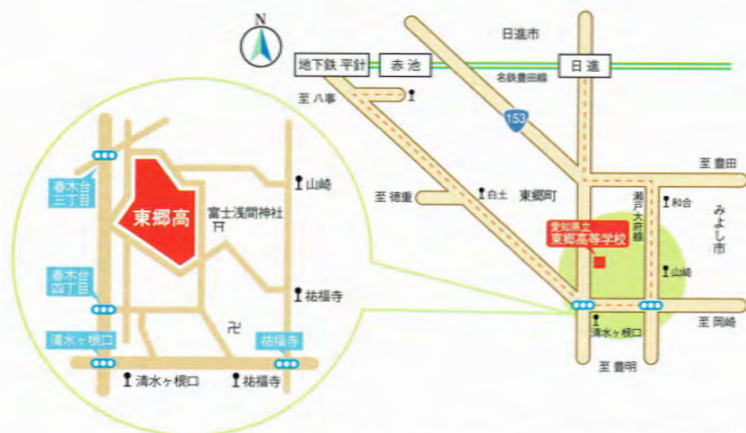 N
日進市
地下鉄 平針
赤池
日進
名鉄豊田線
至 八事
153
至 豊田
至 徳重
白土
東郷町
瀬戸大府線
和合
みよし市
愛知県立
東郷高等学校
山崎
清水ヶ根口
至 岡崎
至 豊明
春木台
三丁目
東郷高
山崎
富士浅間神社
春木台
四丁目
祐福寺
卍
清水ヶ根口
祐福寺
清水ヶ根口
祐福寺